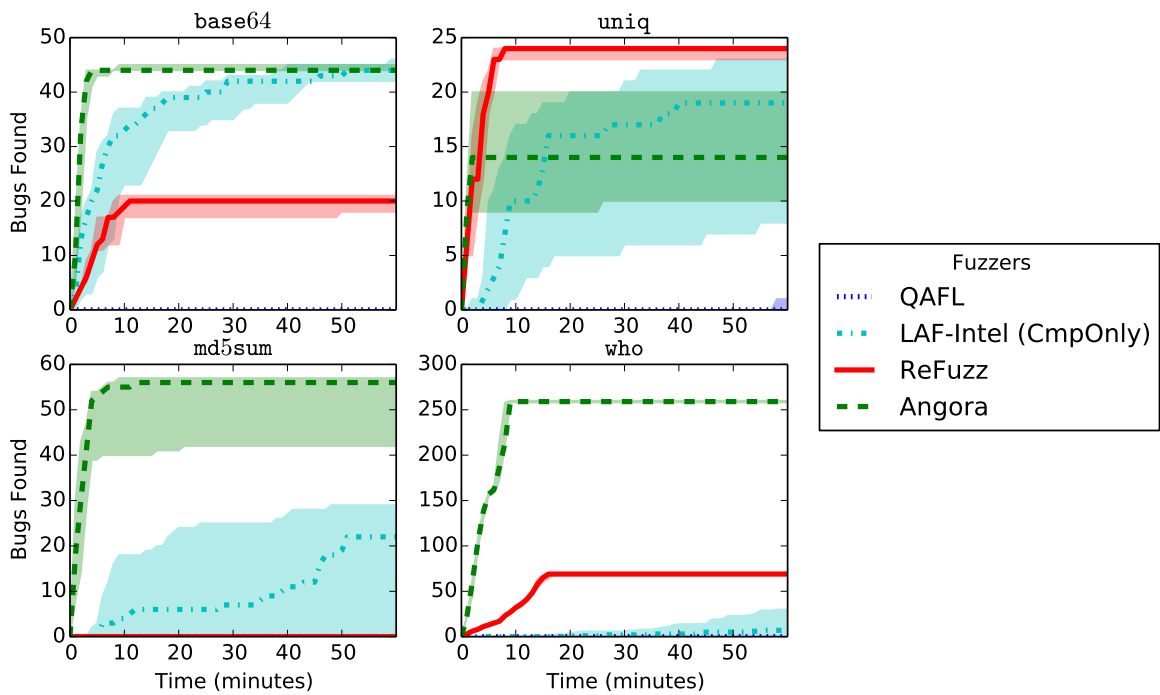 base64
uniq
50
40
30
20
10
0
Bugs Found
0 10 20 30 40 50
25
20
15
10
5
0
0 10 20 30 40 50
md5sum
who
60
50
40
30
20
10
0
Bugs Found
0 10 20 30 40 50
Time (minutes)
300
250
200
150
100
50
0
0 10 20 30 40 50
Time (minutes)
Fuzzers
QAFL
LAF-Intel (CmpOnly)
ReFuzz
Angora